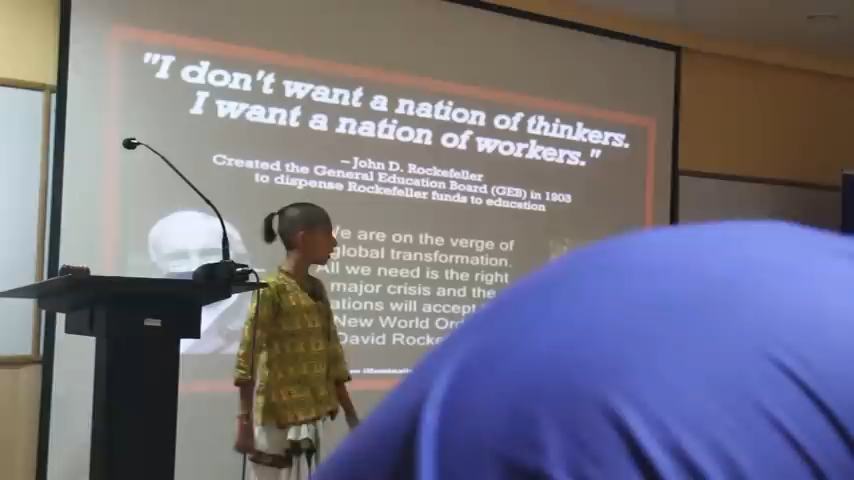 "I don't want a nation of thinkers.
I want a nation of workers."
– John D. Rockefeller
Created the General Education Board (GEB) in 1903
to dispense Rockefeller funds to education
We are on the verge of
global transformation.
All we need is the right
major crisis and the
ations will accept
New World Ord
David Rocke